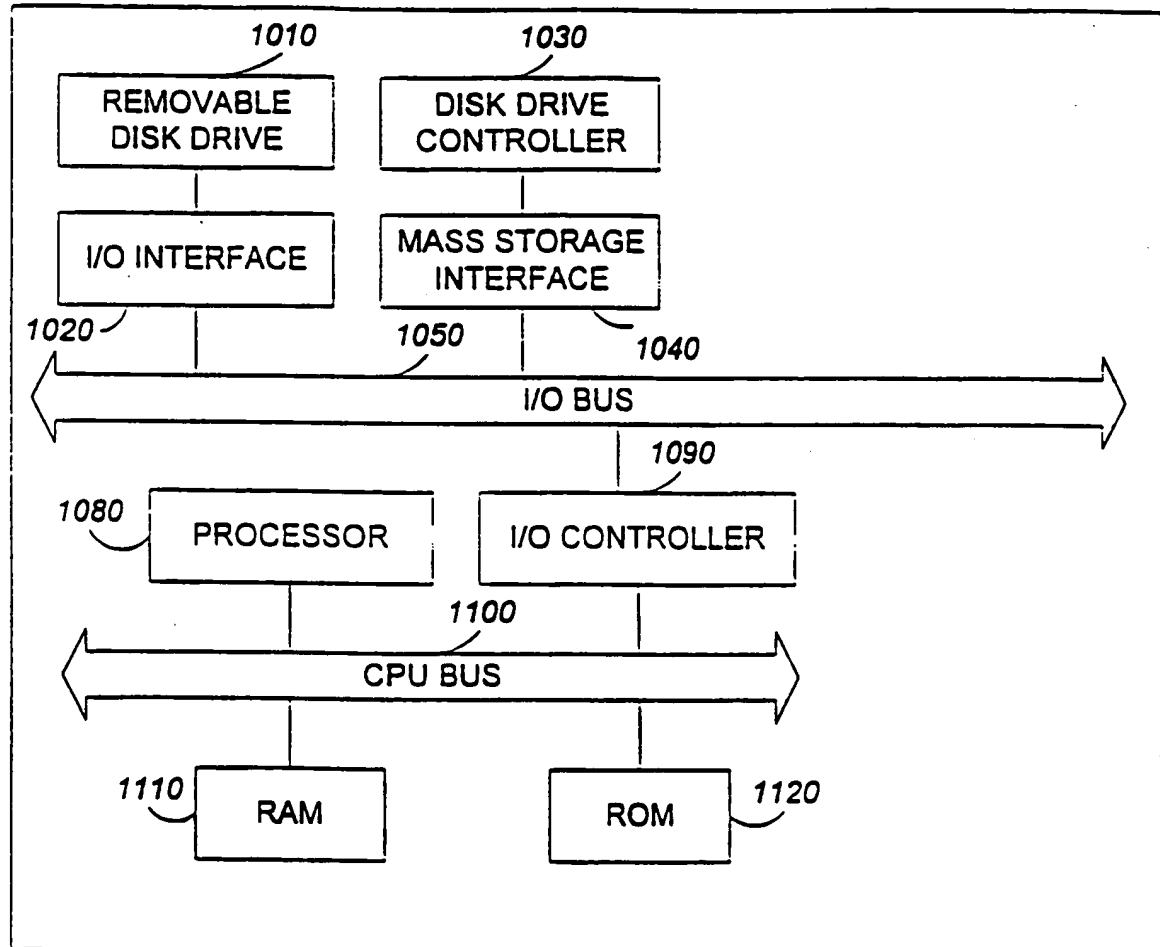 1010
1030
REMOVABLE
DISK DRIVE
DISK DRIVE
CONTROLLER
I/O INTERFACE
MASS STORAGE
INTERFACE
1020
1050
1040
I/O BUS
1090
1080
PROCESSOR
I/O CONTROLLER
1100
CPU BUS
1110
RAM
ROM
1120